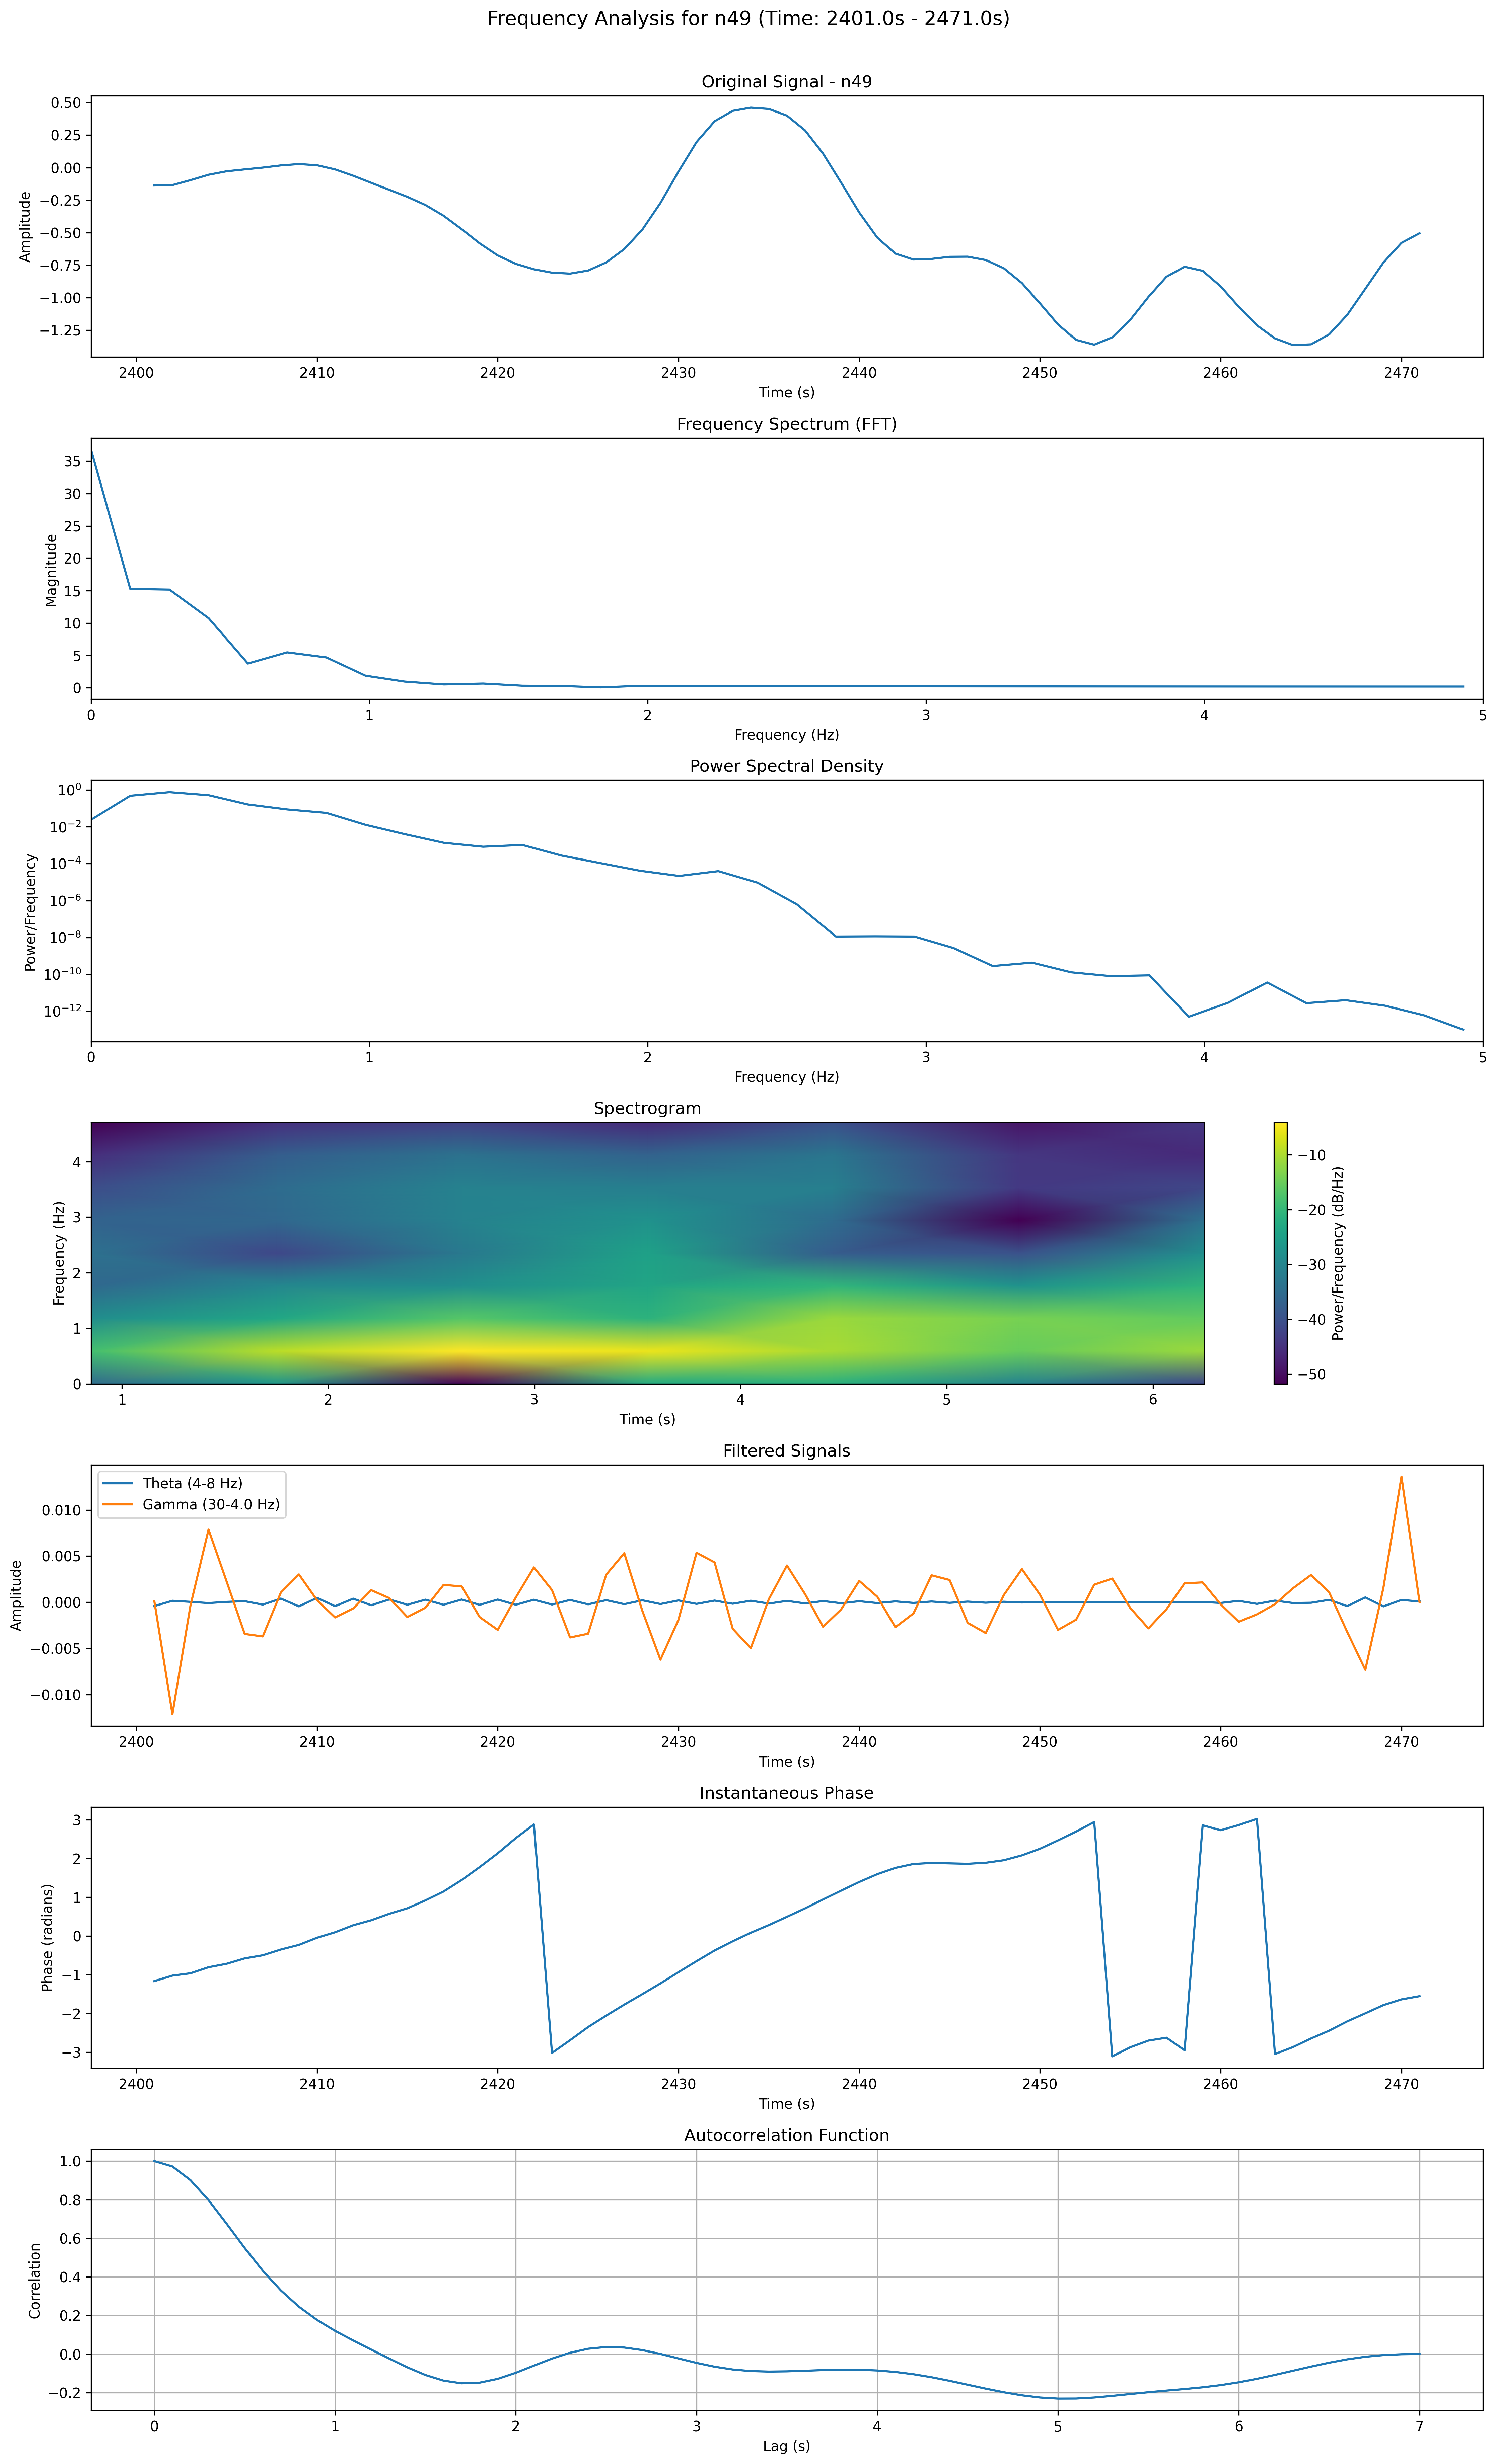 Frequency Analysis for n49 (Time: 2401.0s - 2471.0s)
Original Signal - n49
0.50
0.25
0.00
−0.25
−0.50
−0.75
−1.00
−1.25
Amplitude
2400 2410 2420 2430 2440 2450 2460 2470
Time (s)
Frequency Spectrum (FFT)
35
30
25
20
15
10
5
0
Magnitude
0 1 2 3 4 5
Frequency (Hz)
Power Spectral Density
10⁰
10⁻²
10⁻⁴
10⁻⁶
10⁻⁸
10⁻¹⁰
10⁻¹²
Power/Frequency
0 1 2 3 4 5
Frequency (Hz)
Spectrogram
4
3
2
1
0
Frequency (Hz)
1 2 3 4 5 6
Time (s)
−10
−20
−30
−40
−50
Power/Frequency (dB/Hz)
Filtered Signals
Theta (4-8 Hz)
Gamma (30-4.0 Hz)
0.010
0.005
0.000
−0.005
−0.010
Amplitude
2400 2410 2420 2430 2440 2450 2460 2470
Time (s)
Instantaneous Phase
3
2
1
0
−1
−2
−3
Phase (radians)
2400 2410 2420 2430 2440 2450 2460 2470
Time (s)
Autocorrelation Function
1.0
0.8
0.6
0.4
0.2
0.0
−0.2
Correlation
0 1 2 3 4 5 6 7
Lag (s)